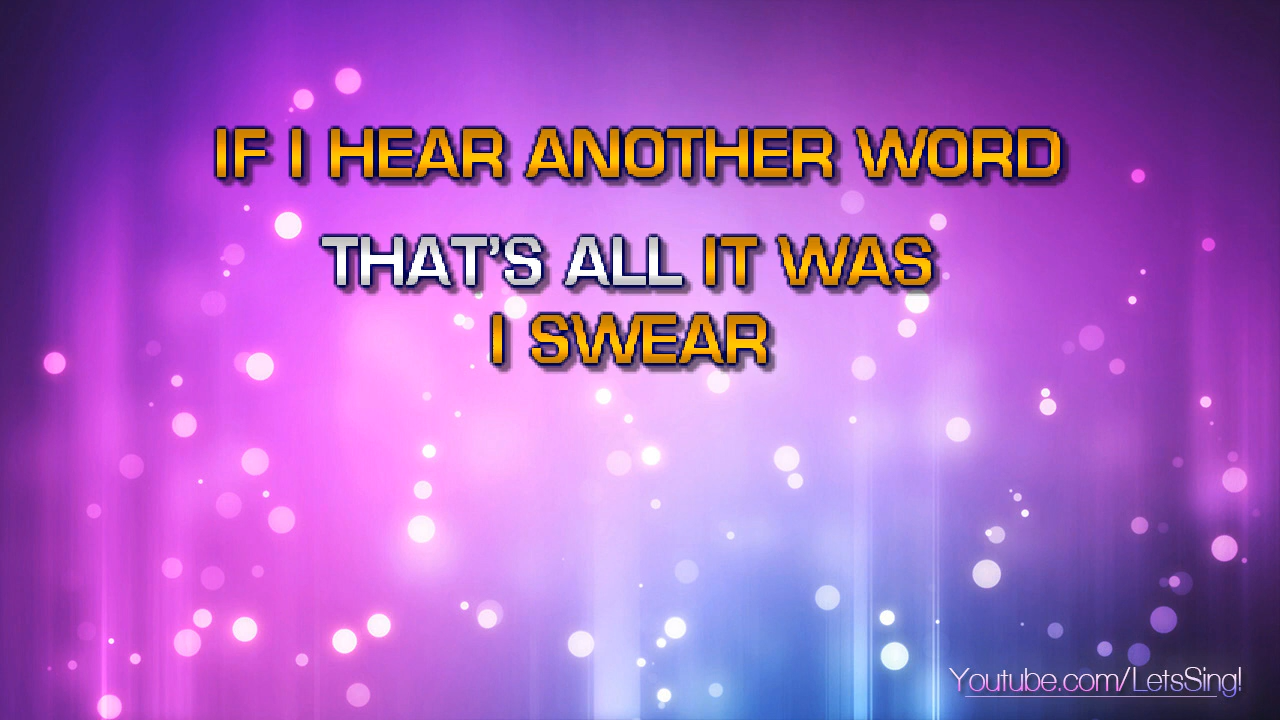 IF I HEAR ANOTHER WORD
THAT'S ALL IT WAS
I SWEAR
Youtube.com/LetsSing!